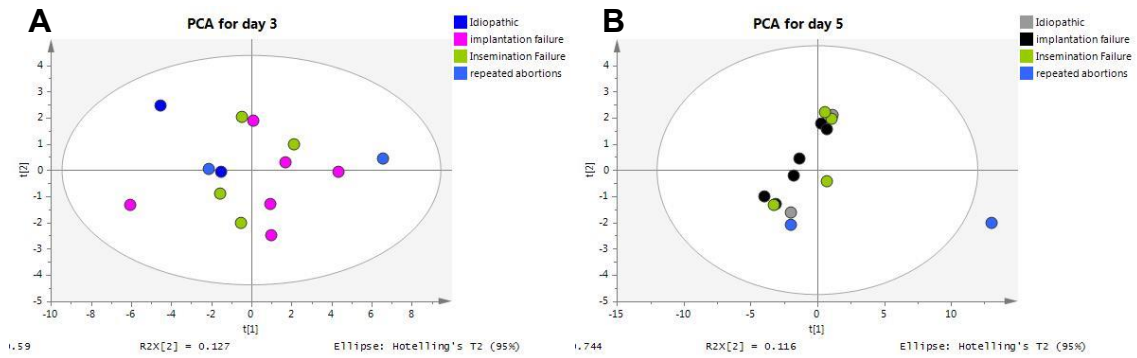 A
PCA for day 3
Idiopathic
implantation failure
Insemination Failure
repeated abortions
4
3
2
1
0
-1
-2
-3
-4
-5
t[2]
-10 -8 -6 -4 -2 0 2 4 6 8
t[1]
.59 R2X[2] = 0.127 Ellipse: Hotelling's T2 (95%)
B
PCA for day 5
Idiopathic
implantation failure
Insemination Failure
repeated abortions
4
3
2
1
0
-1
-2
-3
-4
-5
t[2]
-15 -10 -5 0 5 10
t[1]
.744 R2X[2] = 0.116 Ellipse: Hotelling's T2 (95%)